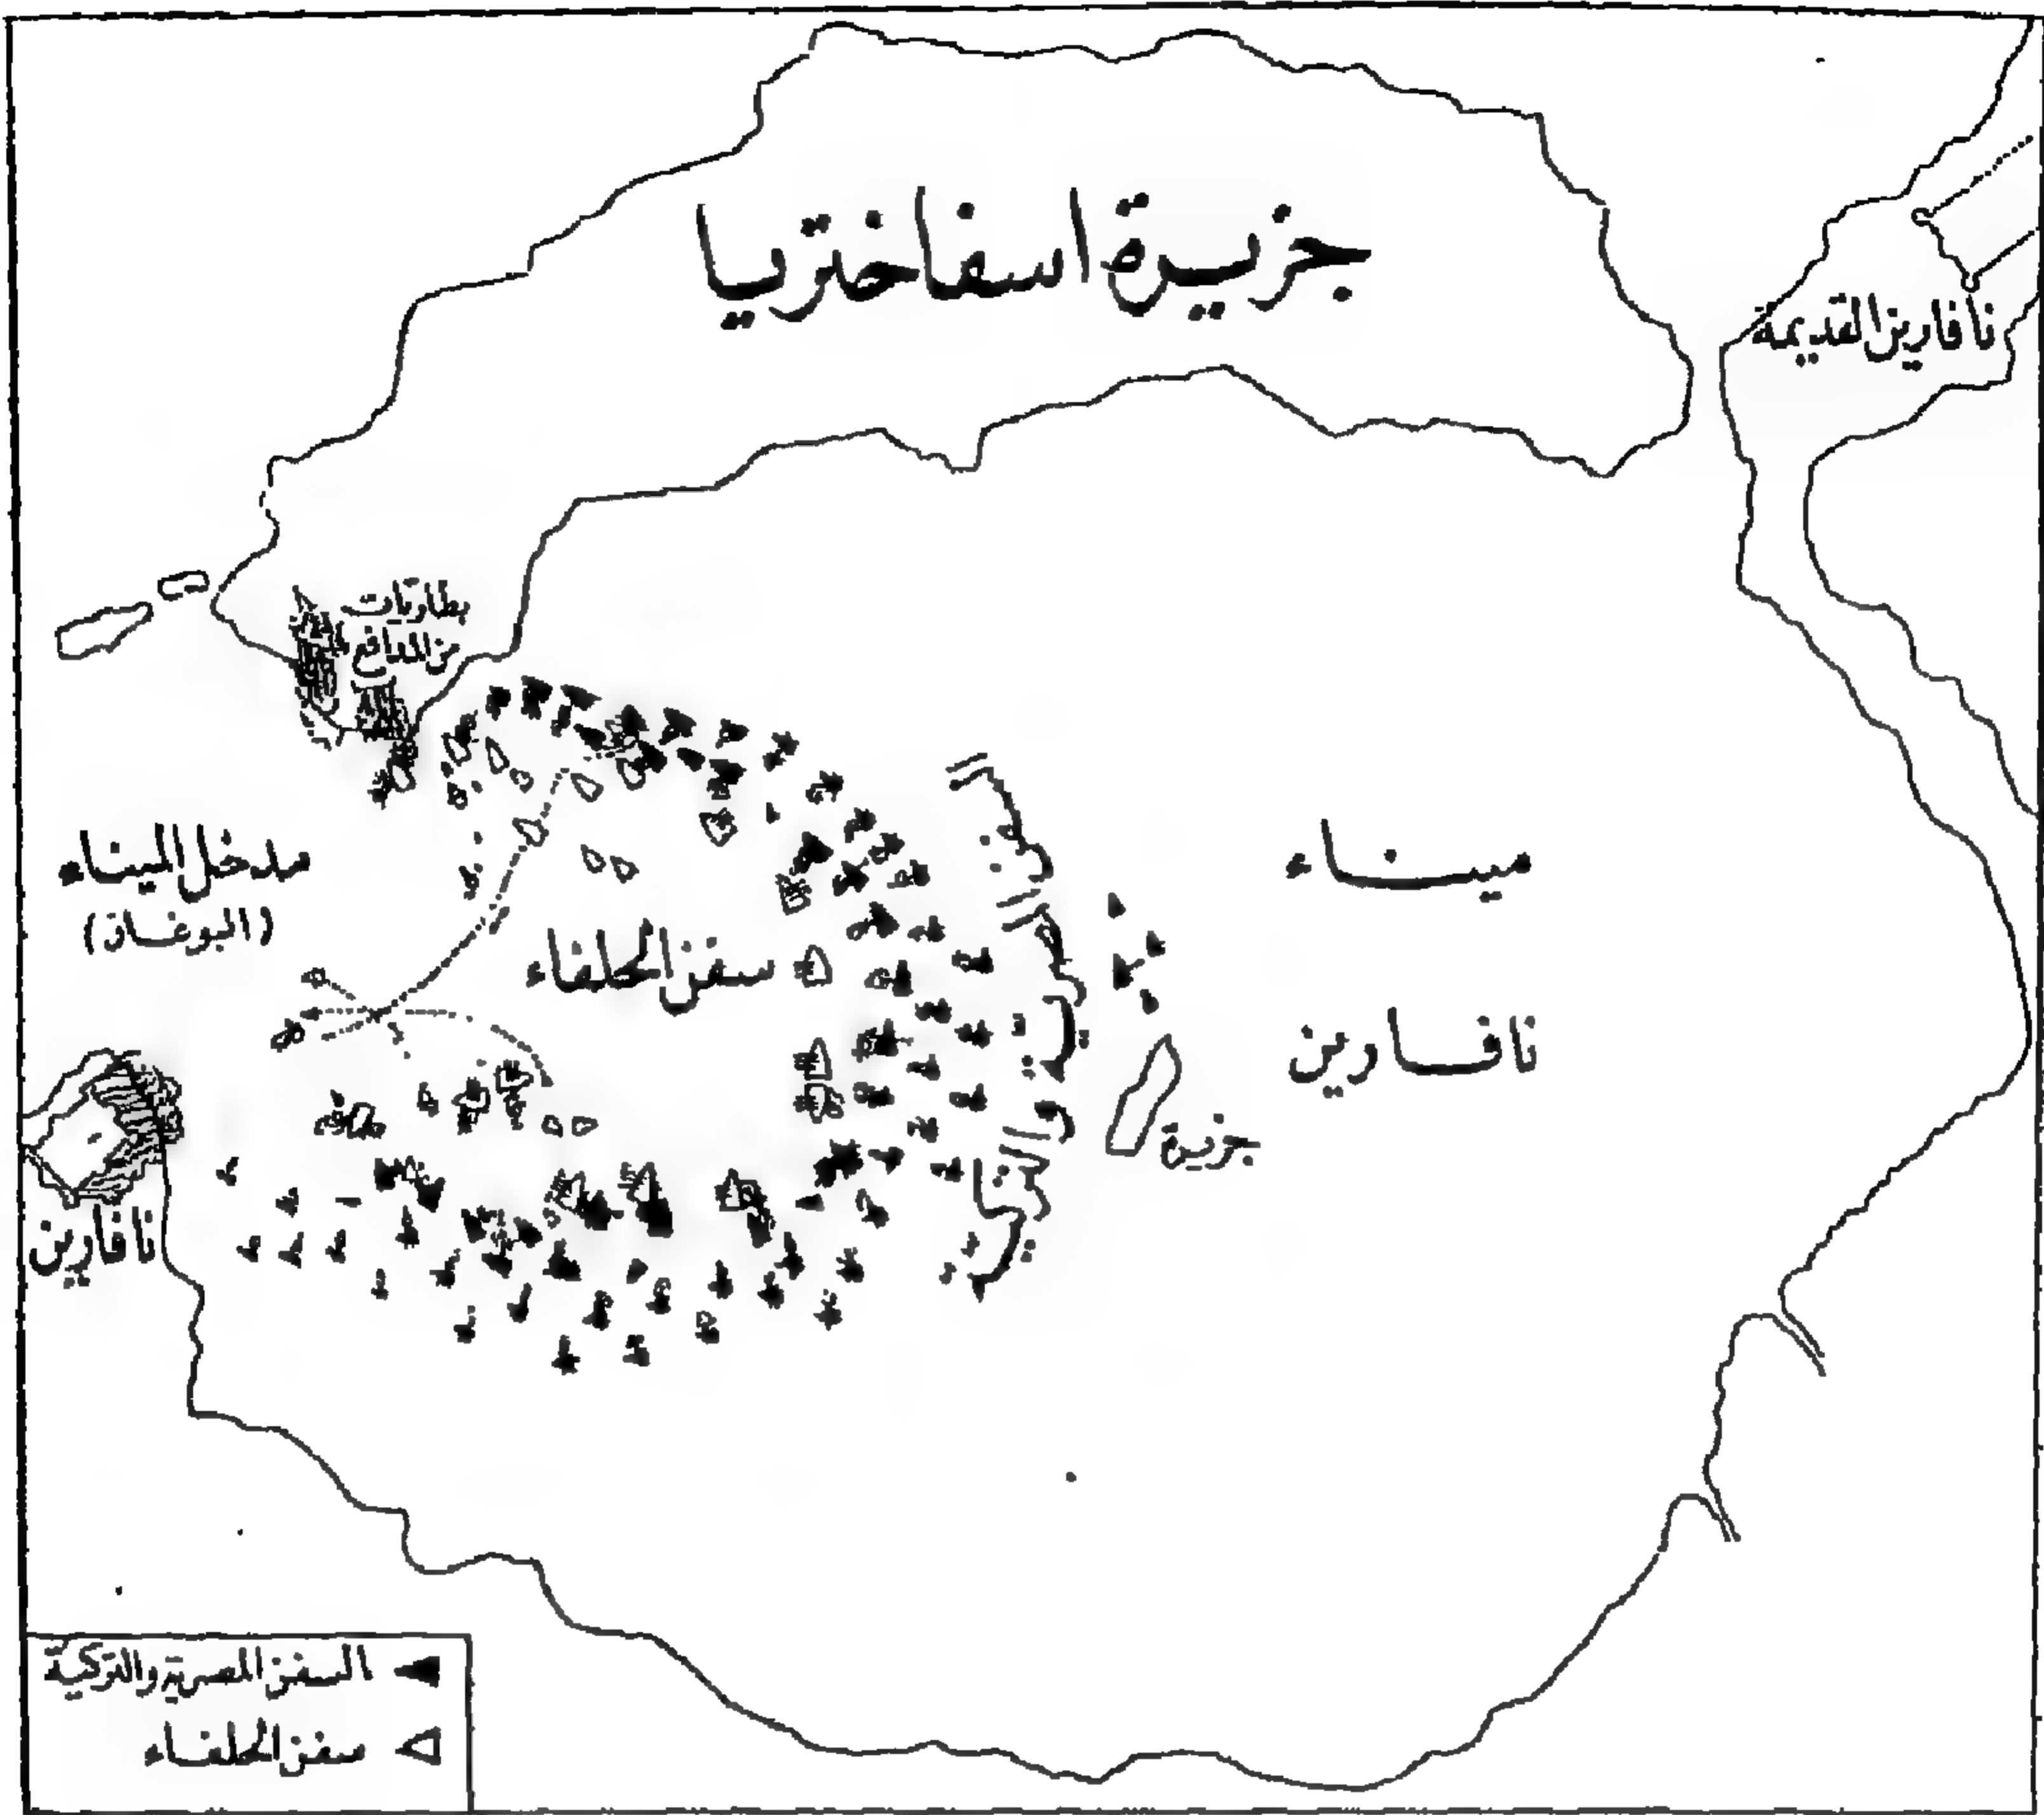 جزيرة اسفاختريا
نافارين القديمة
بطاريات
من المدافع
مدخل الميناء
(البوغاز)
سفن الحلفاء
ميناء
نافارين
جزيرة
نافارين
السفن المصرية والتركية
سفن الحلفاء